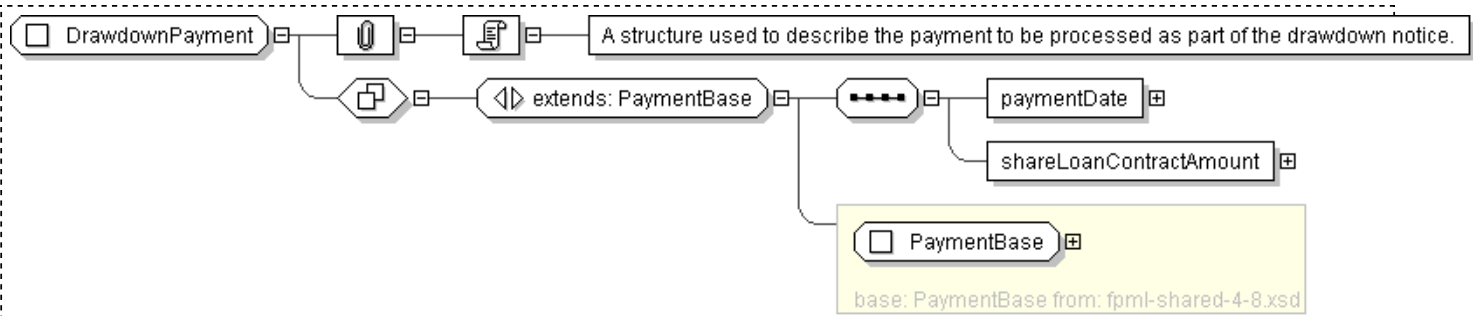 DrawdownPayment
A structure used to describe the payment to be processed as part of the drawdown notice.
extends: PaymentBase
paymentDate
shareLoanContractAmount
PaymentBase
base: PaymentBase from: fpml-shared-4-8.xsd